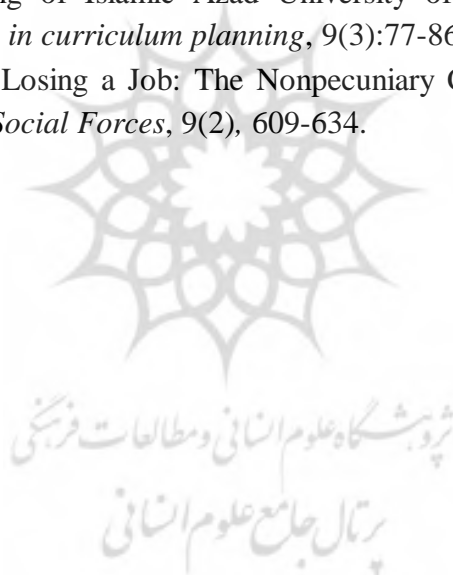 ng of Islamic Azad University of
in curriculum planning, 9(3):77-86
Losing a Job: The Nonpecuniary
Social Forces, 9(2), 609-634.
پژوهشگاه علوم انسانی و مطالعات فرهنگی
پرتال جامع علوم انسانی